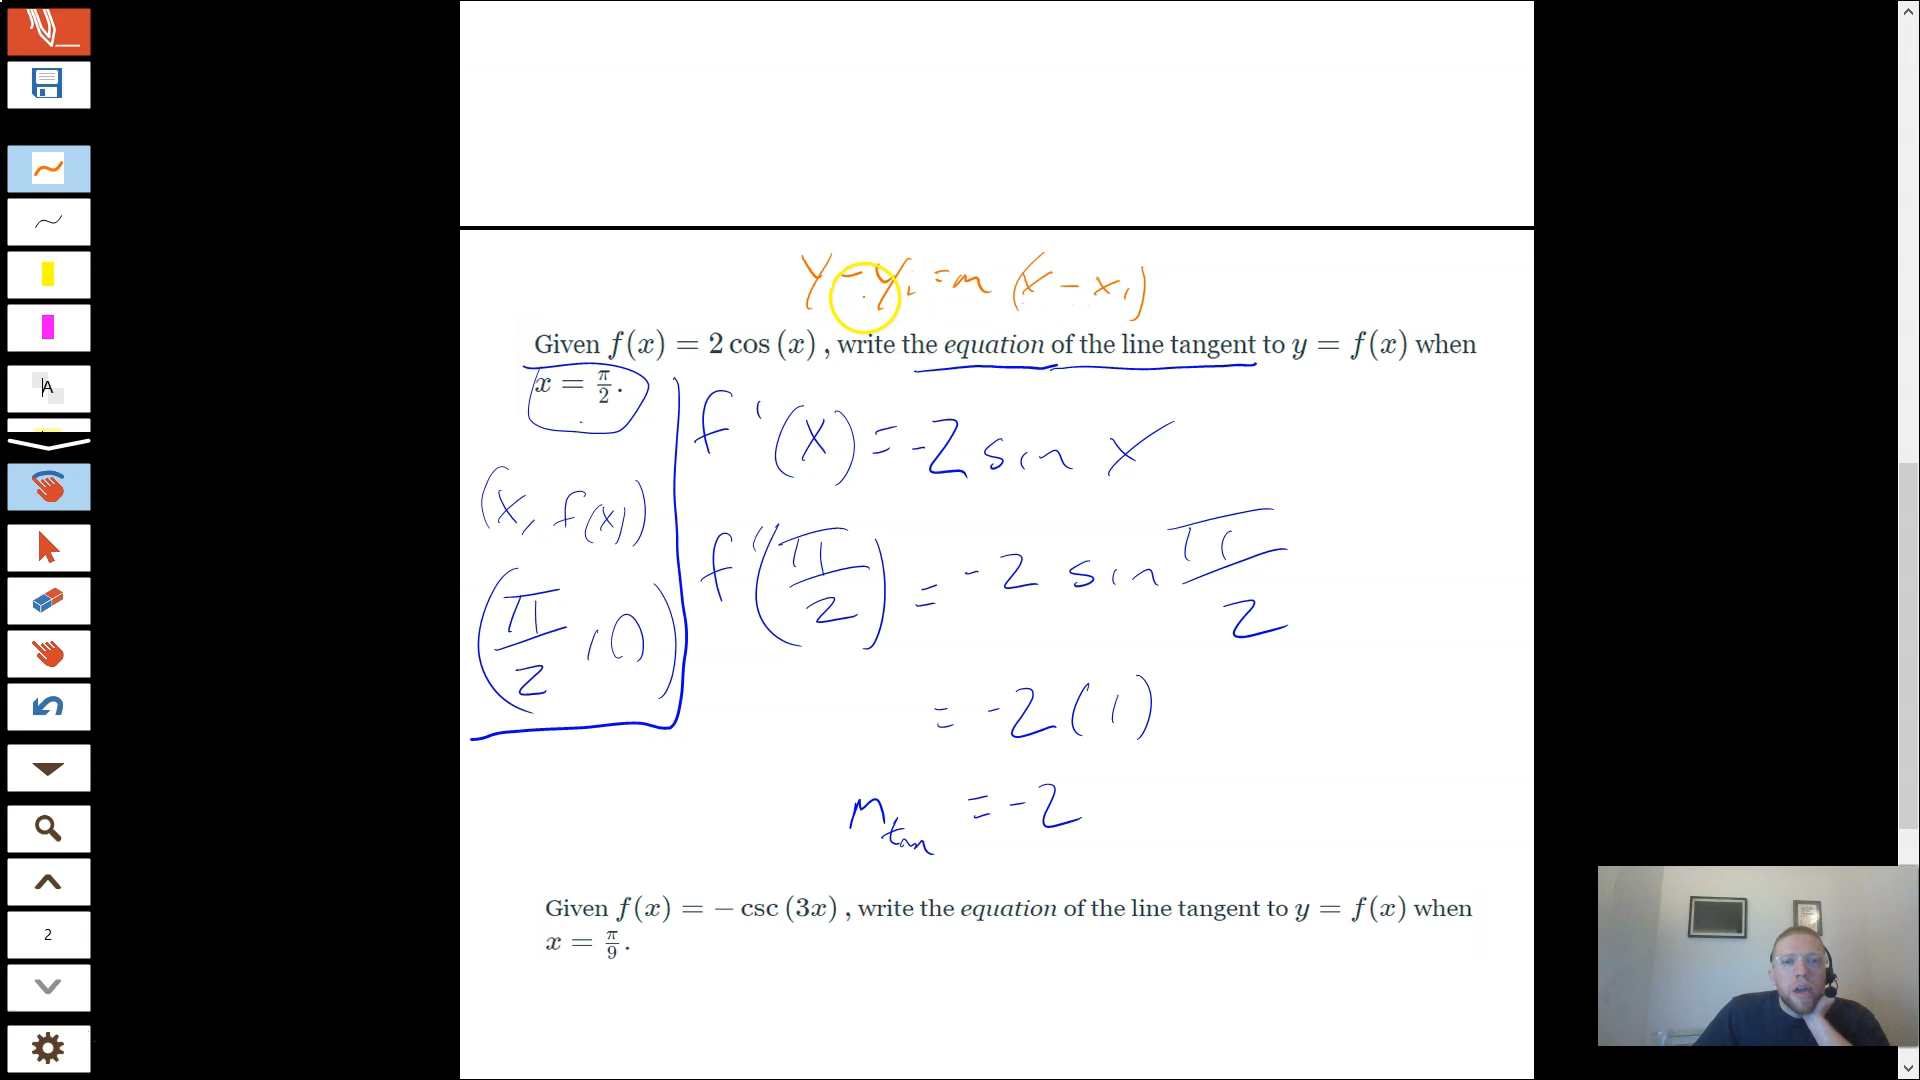 y - y₁ = m (x - x₁)
Given f(x) = 2 cos (x) , write the equation of the line tangent to y = f(x) when
x = π/2 .
f'(x) = -2 sin x
(x, f(x))
f'(π/2) = -2 sin π/2
(π/2, 0)
= -2(1)
m tan = -2
Given f(x) = − csc (3x) , write the equation of the line tangent to y = f(x) when
x = π/9 .
A
2